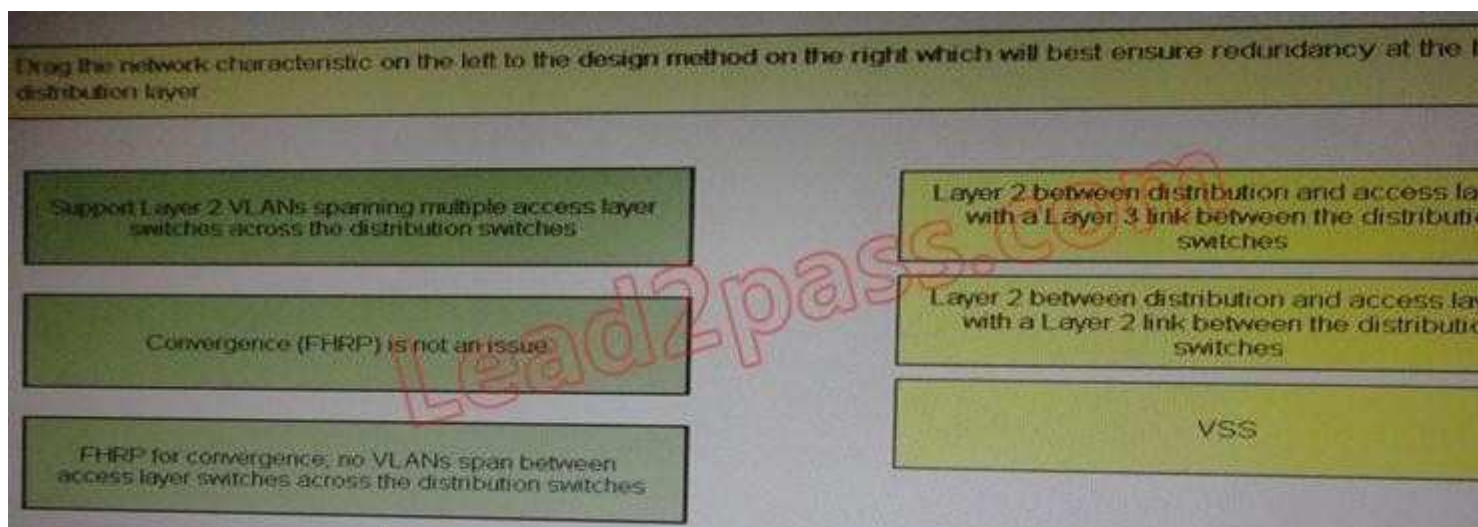 Drag the network characteristic on the left to the design method on the right which will best ensure redundancy at the
distribution layer
Support Layer 2 VLANs spanning multiple access layer
switches across the distribution switches
Convergence (FHRP) is not an issue
FHRP for convergence; no VLANs span between
access layer switches across the distribution switches
Layer 2 between distribution and access
with a Layer 3 link between the
switches
Layer 2 between distribution and access
with a Layer 2 link between the
switches
VSS
Lead2pass.com